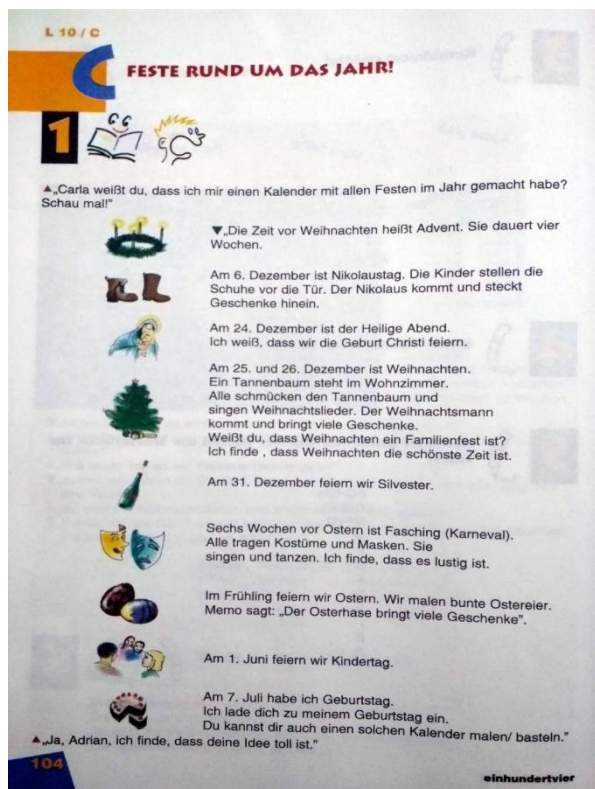 L 10 / C
C FESTE RUND UM DAS JAHR!
1
▲„Carla weißt du, dass ich mir einen Kalender mit allen Festen im Jahr gemacht habe?
Schau mal!"
▼„Die Zeit vor Weihnachten heißt Advent. Sie dauert vier
Wochen.
Am 6. Dezember ist Nikolaustag. Die Kinder stellen die
Schuhe vor die Tür. Der Nikolaus kommt und steckt
Geschenke hinein.
Am 24. Dezember ist der Heilige Abend.
Ich weiß, dass wir die Geburt Christi feiern.
Am 25. und 26. Dezember ist Weihnachten.
Ein Tannenbaum steht im Wohnzimmer.
Alle schmücken den Tannenbaum und
singen Weihnachtslieder. Der Weihnachtsmann
kommt und bringt viele Geschenke.
Weißt du, dass Weihnachten ein Familienfest ist?
Ich finde , dass Weihnachten die schönste Zeit ist.
Am 31. Dezember feiern wir Silvester.
Sechs Wochen vor Ostern ist Fasching (Karneval).
Alle tragen Kostüme und Masken. Sie
singen und tanzen. Ich finde, dass es lustig ist.
Im Frühling feiern wir Ostern. Wir malen bunte Ostereier.
Memo sagt: „Der Osterhase bringt viele Geschenke".
Am 1. Juni feiern wir Kindertag.
Am 7. Juli habe ich Geburtstag.
Ich lade dich zu meinem Geburtstag ein.
Du kannst dir auch einen solchen Kalender malen/ basteln."
▲„Ja, Adrian, ich finde, dass deine Idee toll ist."
104
einhundertvier